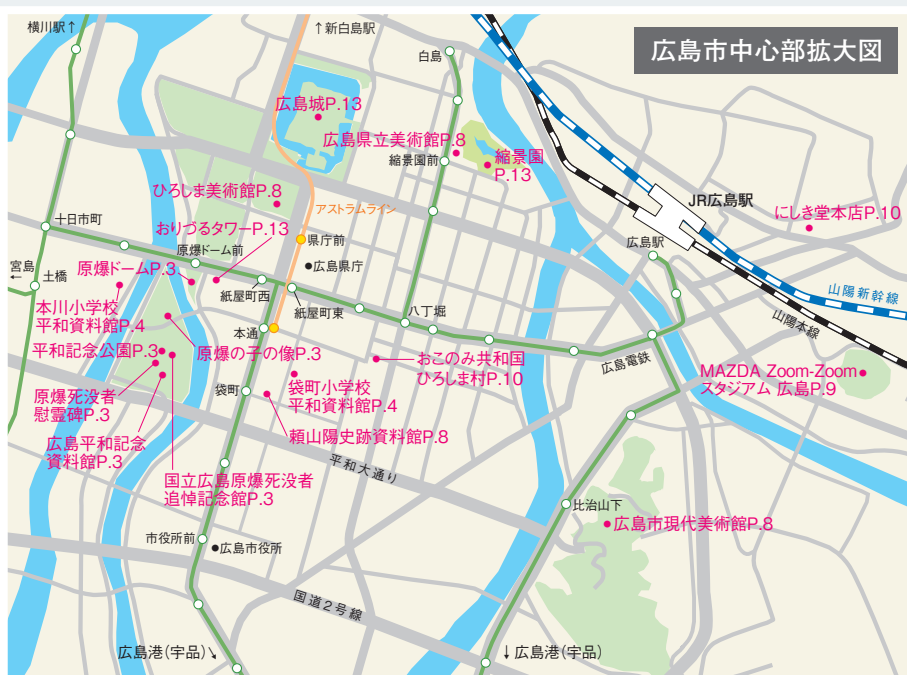 横川駅↑
↑新白島駅
白島
広島市中心部拡大図
広島城P.13
広島県立美術館P.8
縮景園前
縮景園
P.13
ひろしま美術館P.8
アストラムライン
JR広島駅
にしき堂本店P.10
十日市町
おりづるタワーP.13
原爆ドーム前
県庁前
●広島県庁
広島駅
宮島
←
土橋
原爆ドームP.3
紙屋町西
紙屋町東
八丁堀
山陽新幹線
山陽本線
本川小学校
平和資料館P.4
本通
原爆の子の像P.3
平和記念公園P.3
おこのみ共和国
ひろしま村P.10
広島電鉄
MAZDA Zoom-Zoom
スタジアム 広島P.9
原爆死没者
慰霊碑P.3
袋町
袋町小学校
平和資料館P.4
広島平和記念
資料館P.3
頼山陽史跡資料館P.8
平和大通り
国立広島原爆死没者
追悼記念館P.3
比治山下
広島市現代美術館P.8
市役所前
●広島市役所
国道2号線
広島港(宇品)↘
↓広島港(宇品)